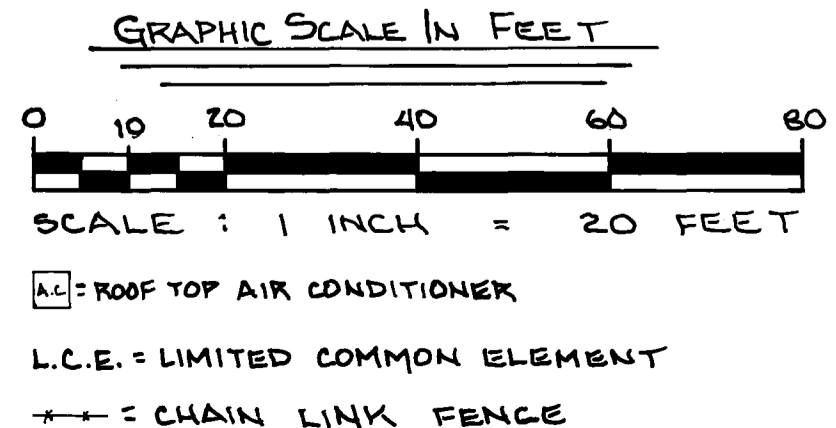 GRAPHIC SCALE IN FEET
0 10 20 40 60 80
SCALE : 1 INCH = 20 FEET
A.C = ROOF TOP AIR CONDITIONER
L.C.E. = LIMITED COMMON ELEMENT
= CHAIN LINK FENCE